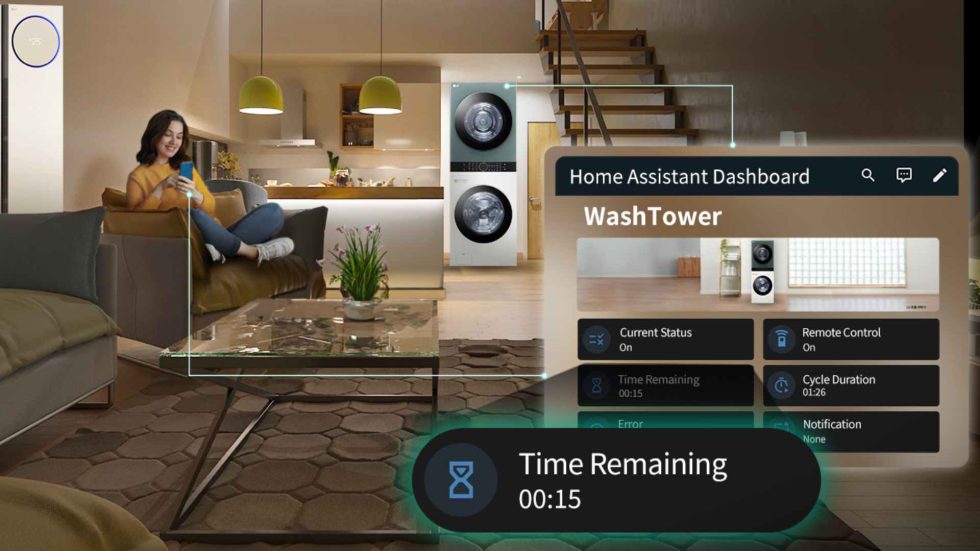 Home Assistant Dashboard
WashTower
Current Status
On
Remote Control
On
Time Remaining
00:15
Cycle Duration
01:26
Error
Notification
None
Time Remaining
00:15